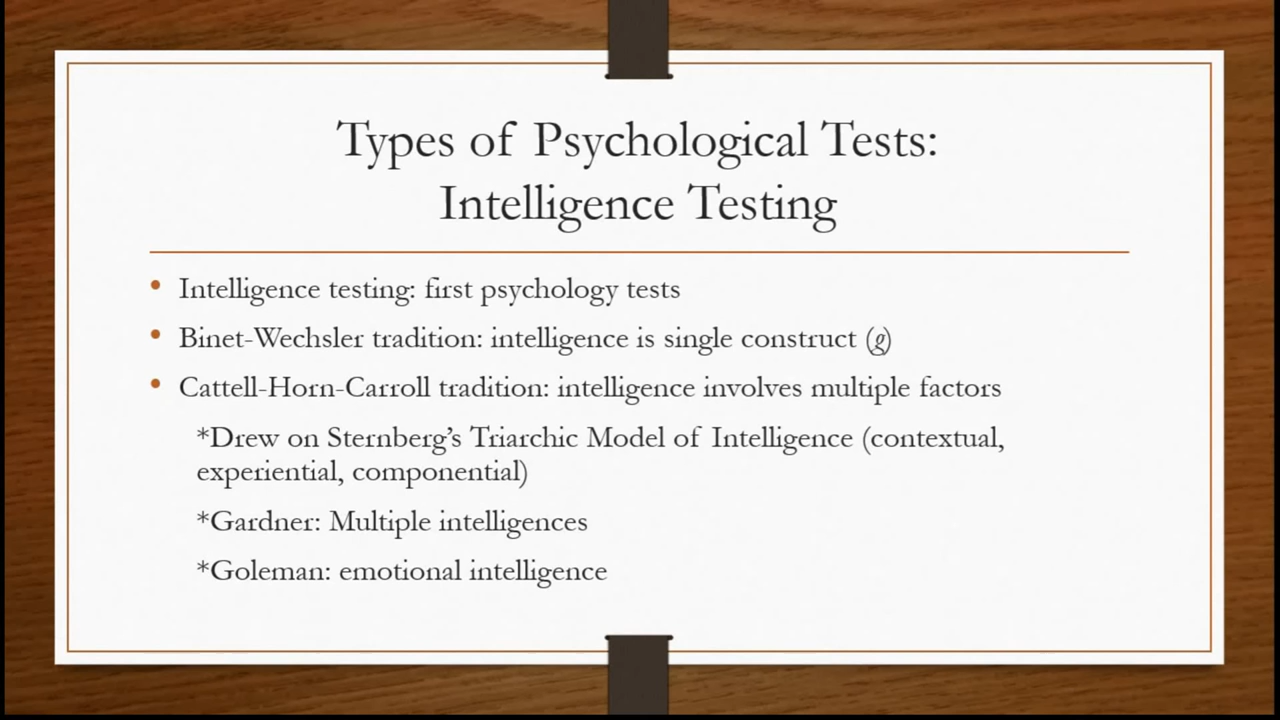 Types of Psychological Tests:
Intelligence Testing
• Intelligence testing: first psychology tests
• Binet-Wechsler tradition: intelligence is single construct (g)
• Cattell-Horn-Carroll tradition: intelligence involves multiple factors
*Drew on Sternberg’s Triarchic Model of Intelligence (contextual,
experiential, componential)
*Gardner: Multiple intelligences
*Goleman: emotional intelligence